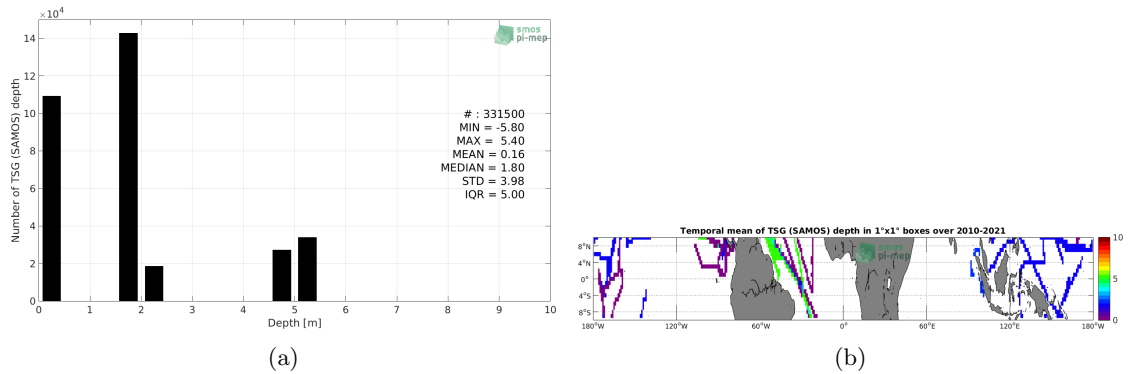 ×10⁴
14
12
10
8
6
4
2
0
Number of TSG (SAMOS) depth
smos
pi-mep
# : 331500
MIN = -5.80
MAX = 5.40
MEAN = 0.16
MEDIAN = 1.80
STD = 3.98
IQR = 5.00
0 1 2 3 4 5 6 7 8 9 10
Depth [m]
(a)
Temporal mean of TSG (SAMOS) depth in 1°x1° boxes over 2010-2021
smos
pi-mep
8°N
4°N
0°
4°S
8°S
180°W 120°W 60°W 0° 60°E 120°E 180°W
10
5
0
(b)